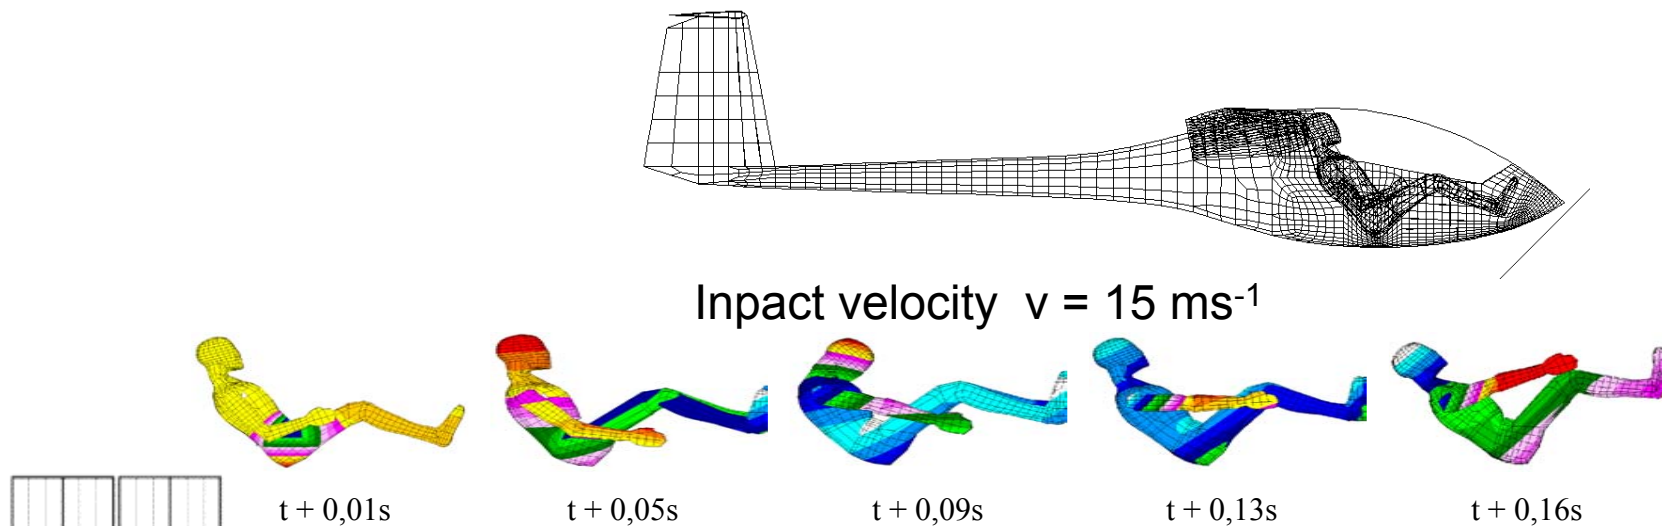 Inpact velocity v = 15 ms⁻¹
t + 0,01s
t + 0,05s
t + 0,09s
t + 0,13s
t + 0,16s